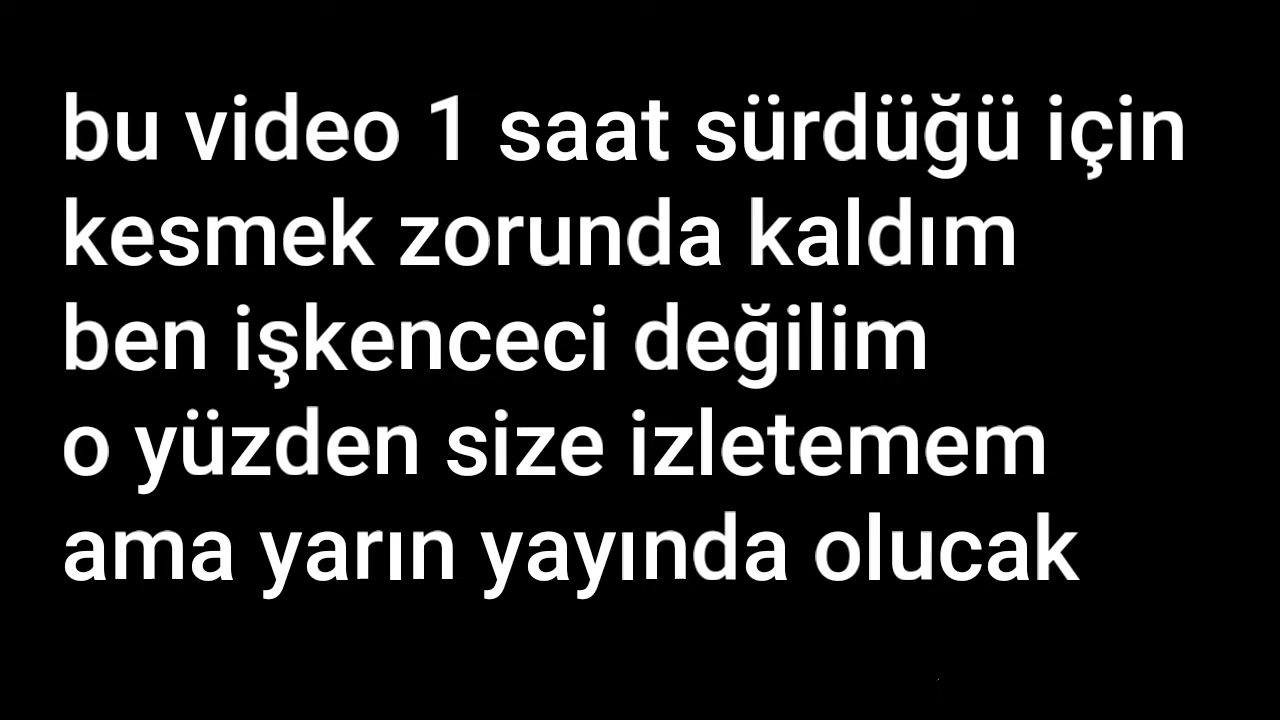 bu video 1 saat sürdüğü için
kesmek zorunda kaldım
ben işkenceci değilim
o yüzden size izletemem
ama yarın yayında olucak